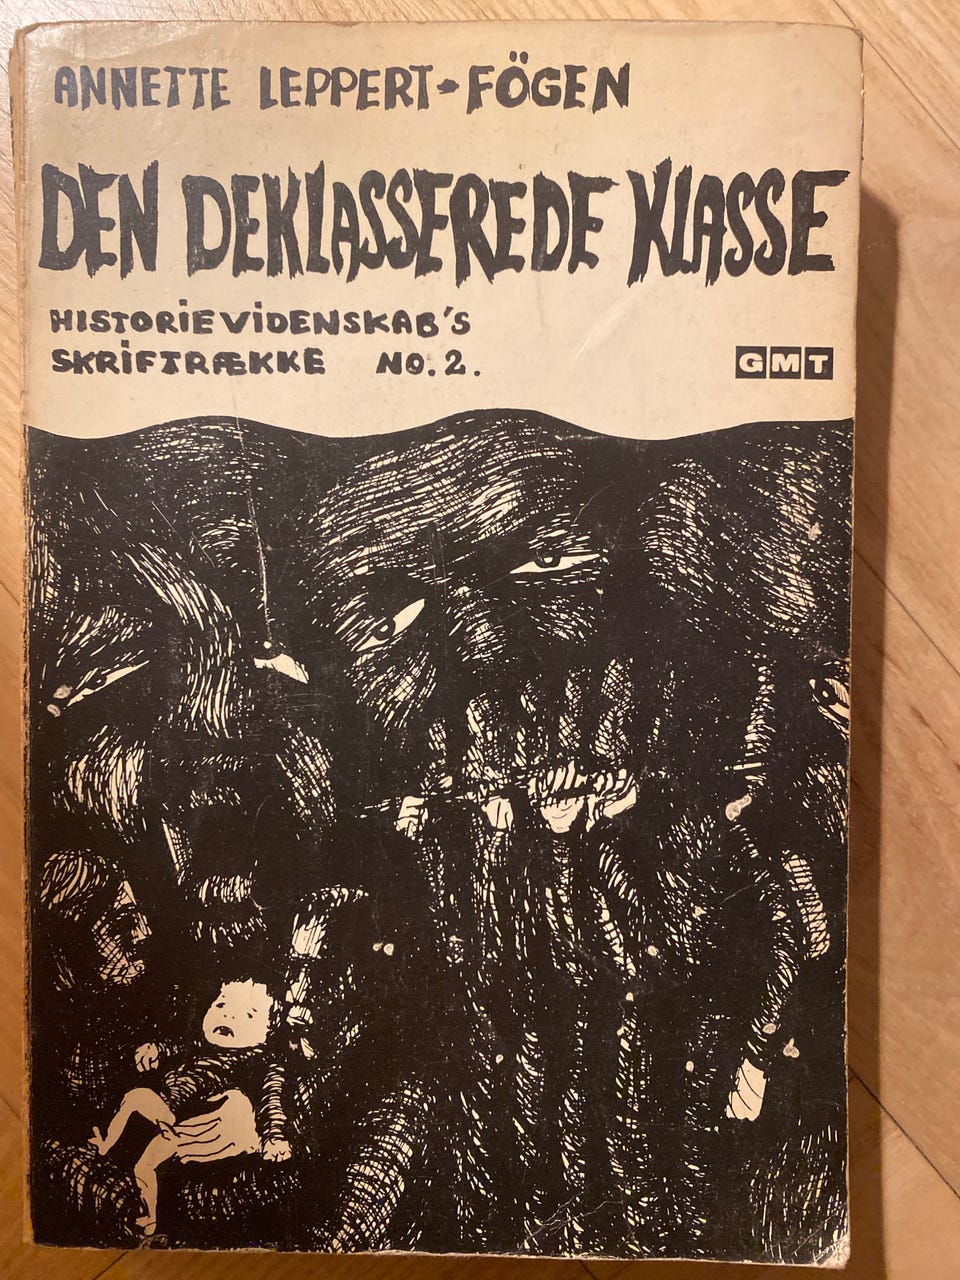 ANNETTE LEPPERT-FÖGEN
DEN DEKLASSEREDE KLASSE
HISTORIEVIDENSKAB'S
SKRIFTRÆKKE NO. 2.
GMT